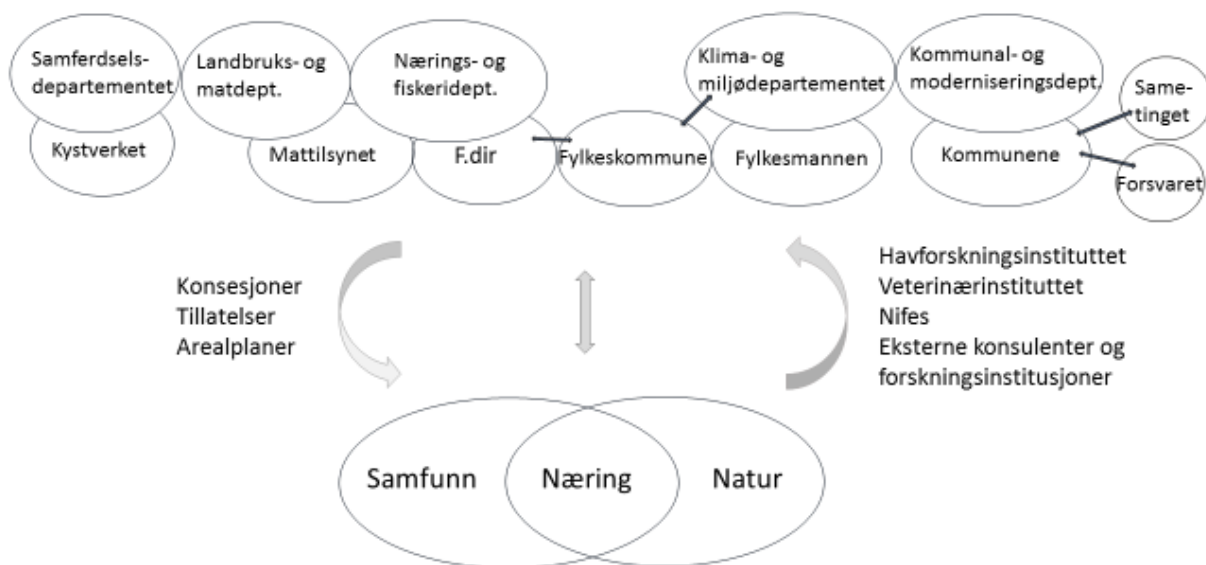 Samferdsels-
departementet
Landbruks- og
matdept.
Nærings- og
fiskeridept.
Klima- og
miljødepartementet
Kommunal- og
moderniseringsdept.
Same-
tinget
Kystverket
Mattilsynet
F.dir
Fylkeskommune
Fylkesmannen
Kommunene
Forsvaret
Konsesjoner
Tillatelser
Arealplaner
Havforskningsinstituttet
Veterinærinstituttet
Nifes
Eksterne konsulenter og
forskningsinstitusjoner
Samfunn
Næring
Natur